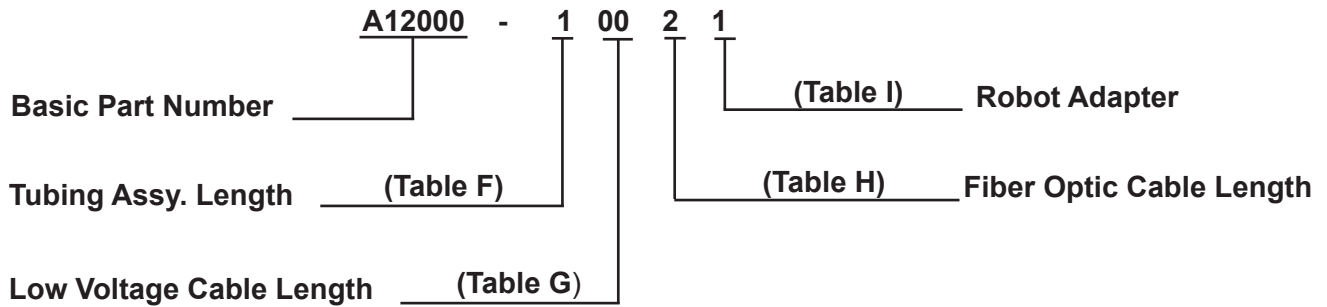 A12000 - 1 00 2 1
(Table I) Robot Adapter
Basic Part Number
Tubing Assy. Length (Table F) (Table H) Fiber Optic Cable Length
Low Voltage Cable Length (Table G)